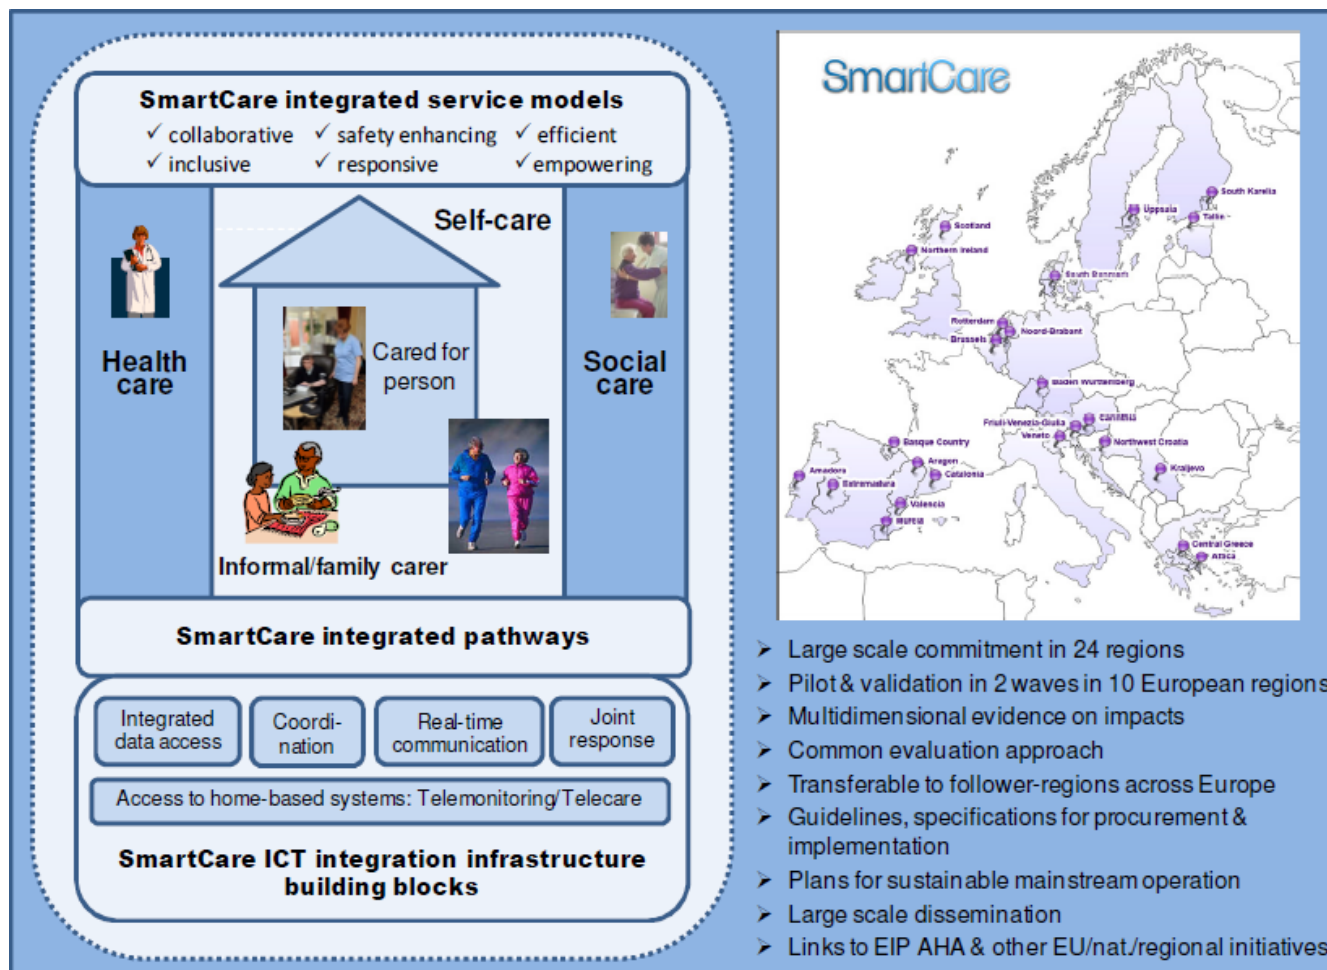 SmartCare integrated service models
✓ collaborative ✓ safety enhancing ✓ efficient
✓ inclusive ✓ responsive ✓ empowering
Self-care
Health care
Cared for person
Social care
Informal/family carer
SmartCare integrated pathways
Integrated data access
Coordi-nation
Real-time communication
Joint response
Access to home-based systems: Telemonitoring/Telecare
SmartCare ICT integration infrastructure
building blocks
SmartCare
South Karelia
Uppsala
Tallin
Scotland
Northern Ireland
South Denmark
Rotterdam
Noord-Brabant
Brussels
Baden Wurttemberg
Carinthia
Friuli-Venezia-Giulia
Veneto
Northwest Croatia
Basque Country
Aragon
Catalonia
Kraljevo
Amadora
Extremadura
Valencia
Murcia
Central Greece
Attica
➢ Large scale commitment in 24 regions
➢ Pilot & validation in 2 waves in 10 European regions
➢ Multidimensional evidence on impacts
➢ Common evaluation approach
➢ Transferable to follower-regions across Europe
➢ Guidelines, specifications for procurement &
implementation
➢ Plans for sustainable mainstream operation
➢ Large scale dissemination
➢ Links to EIP AHA & other EU/nat./regional initiatives